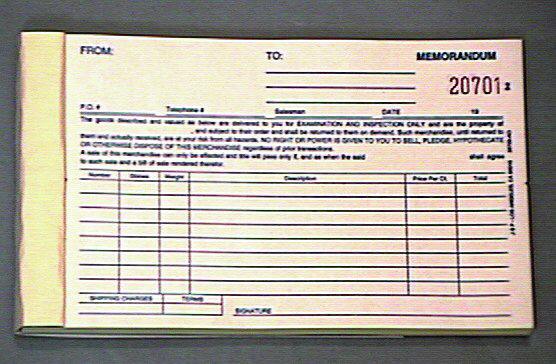 FROM: TO: MEMORANDUM
20701
P.O. # Telephone # Salesman DATE 19
The goods described and valued as below are delivered to you for EXAMINATION AND INSPECTION ONLY and are the property of
, and subject to their order and shall be returned to them on demand. Such merchandise, until returned to
them and actually received, are at your risk from all hazards. NO RIGHT OR POWER IS GIVEN TO YOU TO SELL, PLEDGE, HYPOTHECATE
OR OTHERWISE DISPOSE OF THIS MERCHANDISE regardless of prior transactions.
A sale of this merchandise can only be effected and title will pass only if, and as when the said shall agree
to such sale and a bill of sale rendered therefor.
Number Stones Weight Description Price Per Ct. Total
SHIPPING CHARGES TERMS
SIGNATURE